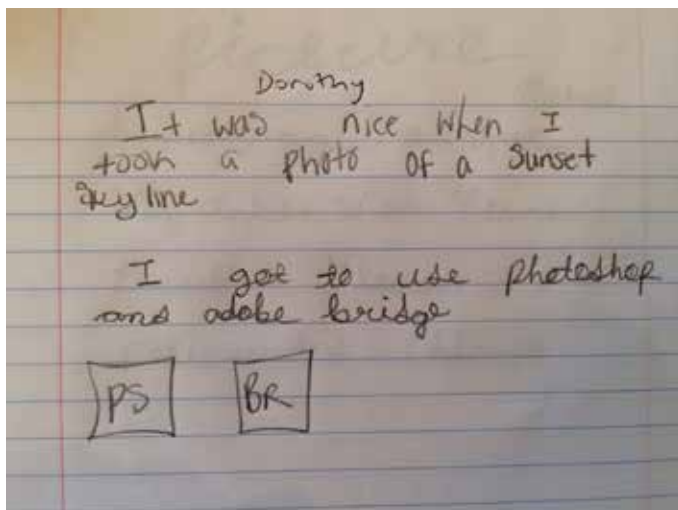 Dorothy
It was nice when I
took a photo of a sunset
skyline
I got to use photoshop
and adobe bridge
PS BR